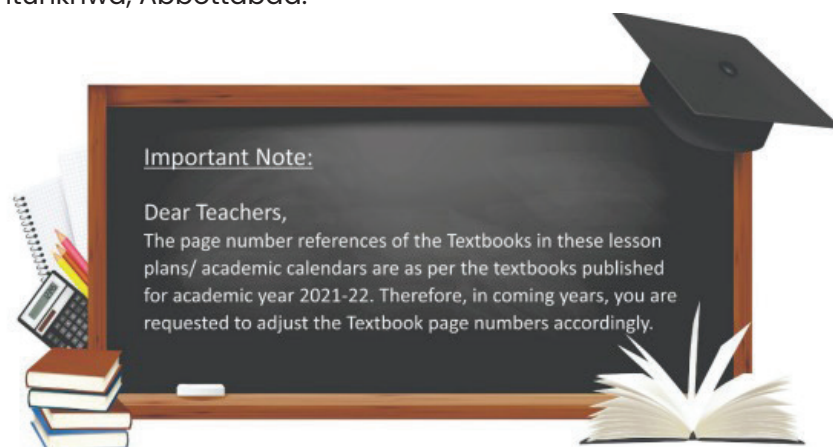 Abbottabad.
Important Note:
Dear Teachers,
The page number references of the Textbooks in these lesson
plans/ academic calendars are as per the textbooks published
for academic year 2021-22. Therefore, in coming years, you are
requested to adjust the Textbook page numbers accordingly.